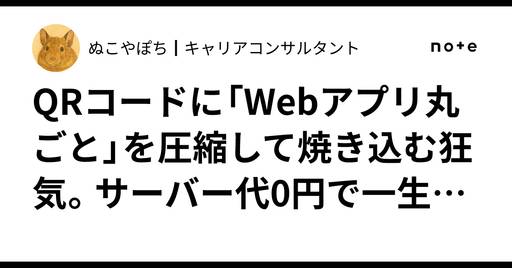 ぬこやぽち┃キャリアコンサルタント
note
QRコードに「Webアプリ丸
ごと」を圧縮して焼き込む狂
気。サーバー代0円で一生…